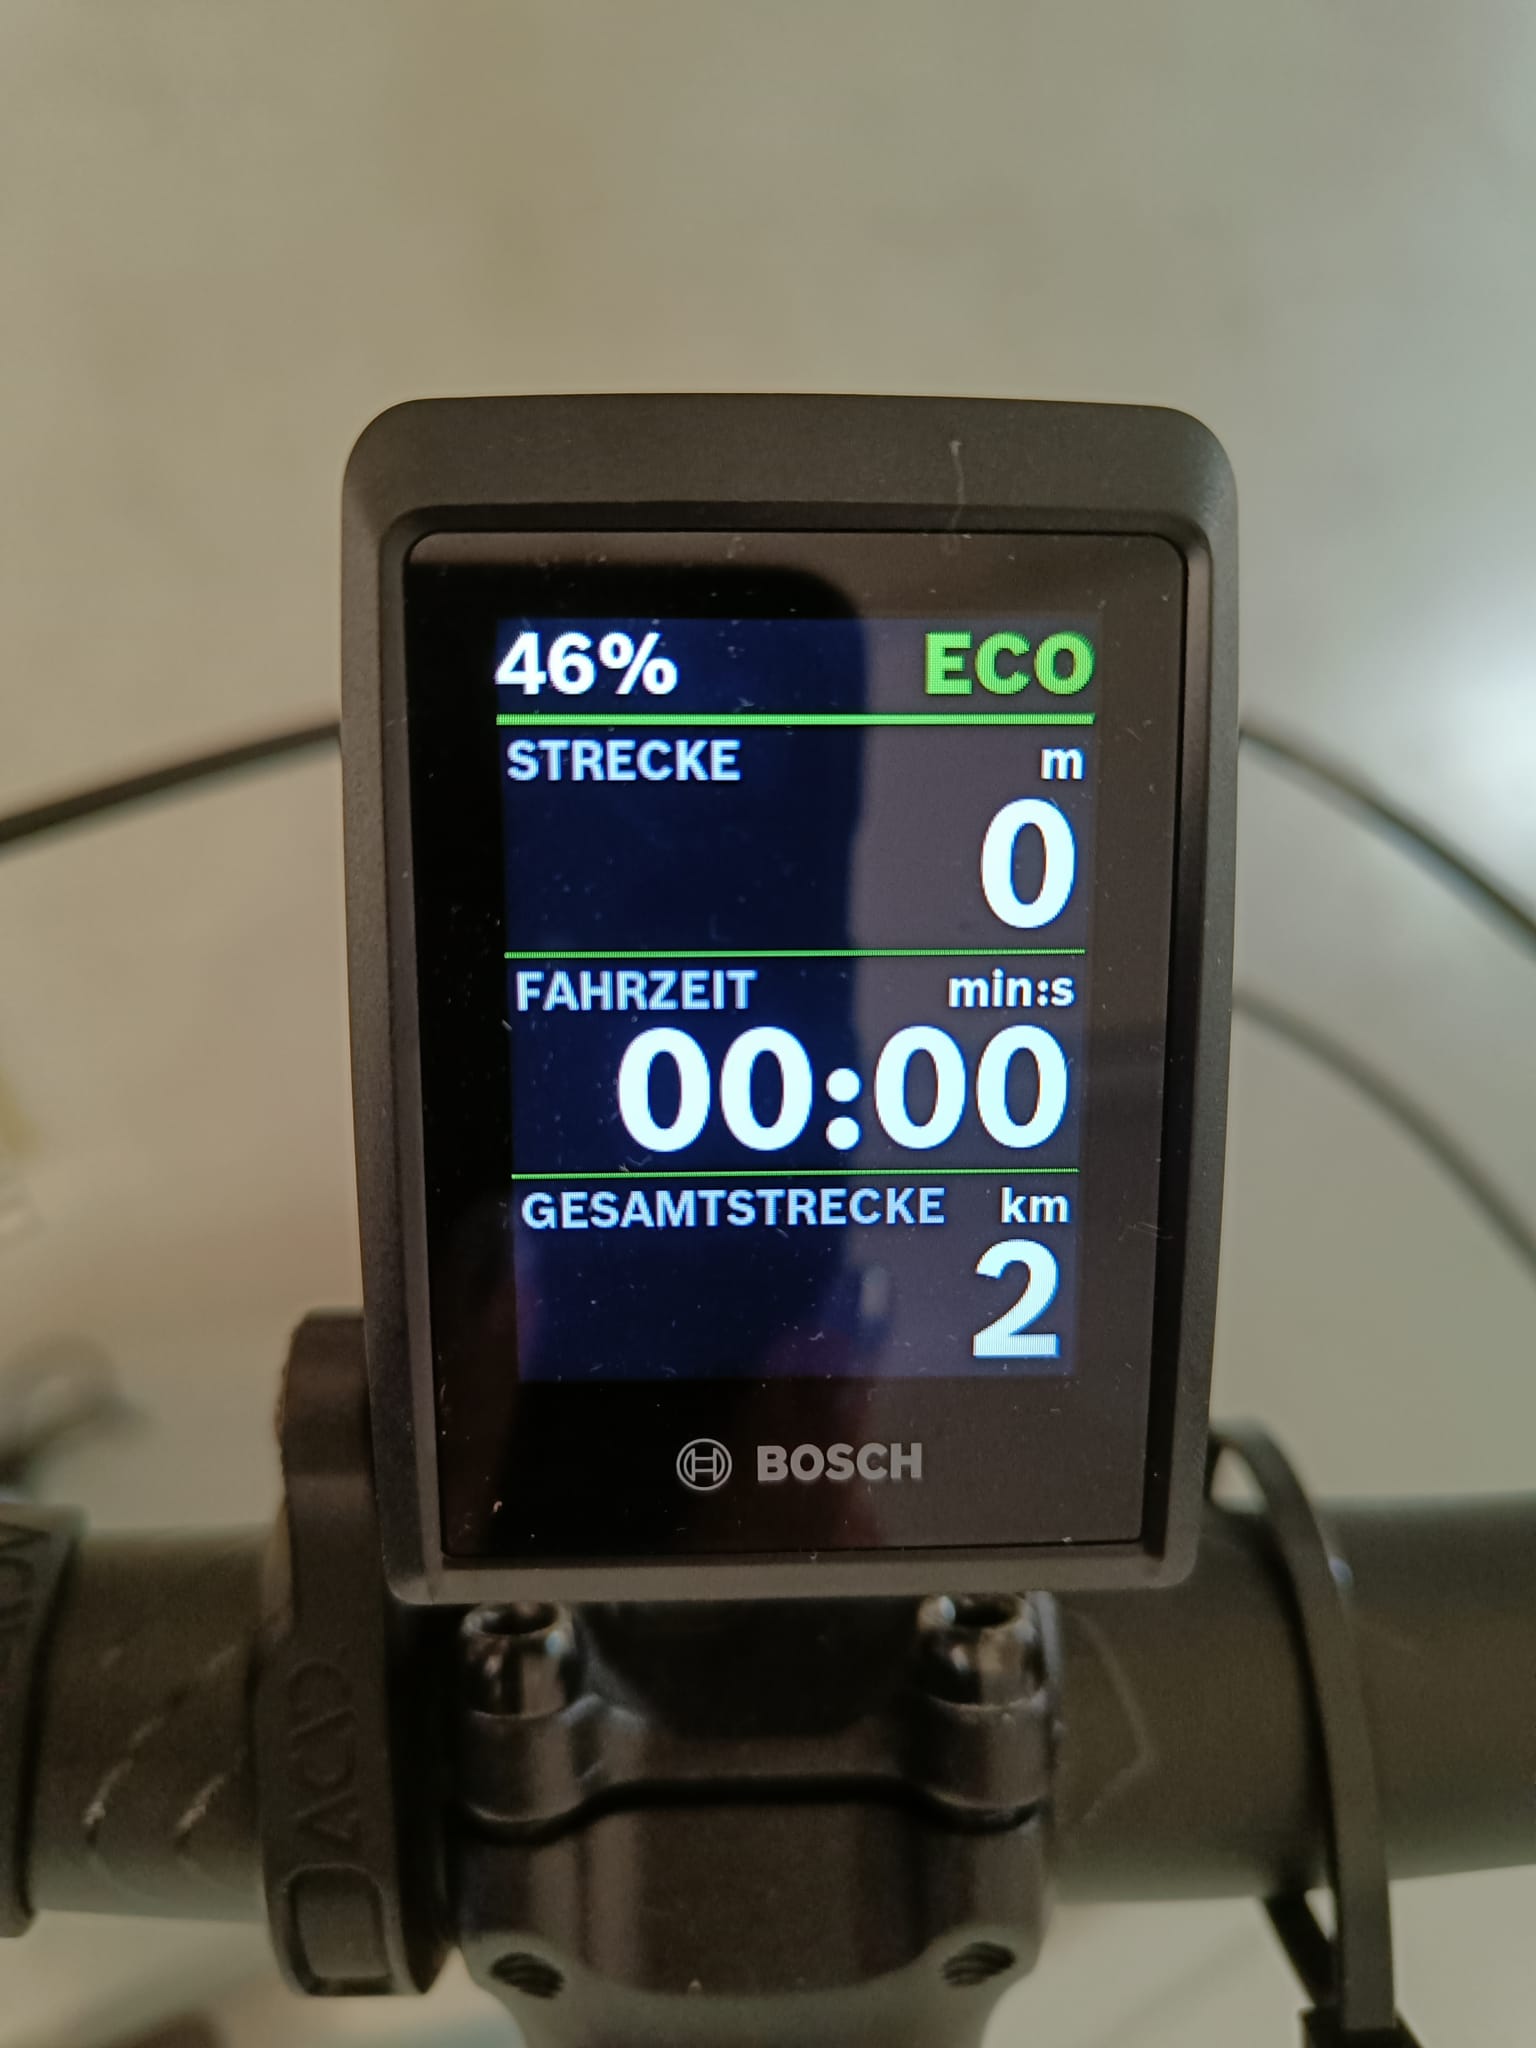 46% ECO
STRECKE m
0
FAHRZEIT min:s
00:00
GESAMTSTRECKE km
2
BOSCH